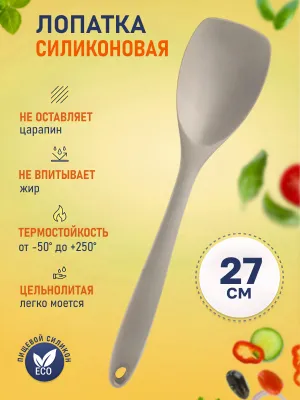 ЛОПАТКА
СИЛИКОНОВАЯ
НЕ ОСТАВЛЯЕТ
царапин
НЕ ВПИТЫВАЕТ
жир
ТЕРМОСТОЙКОСТЬ
от -50° до +250°
ЦЕЛЬНОЛИТАЯ
легко моется
27
СМ
ПИЩЕВОЙ СИЛИКОН
ECO